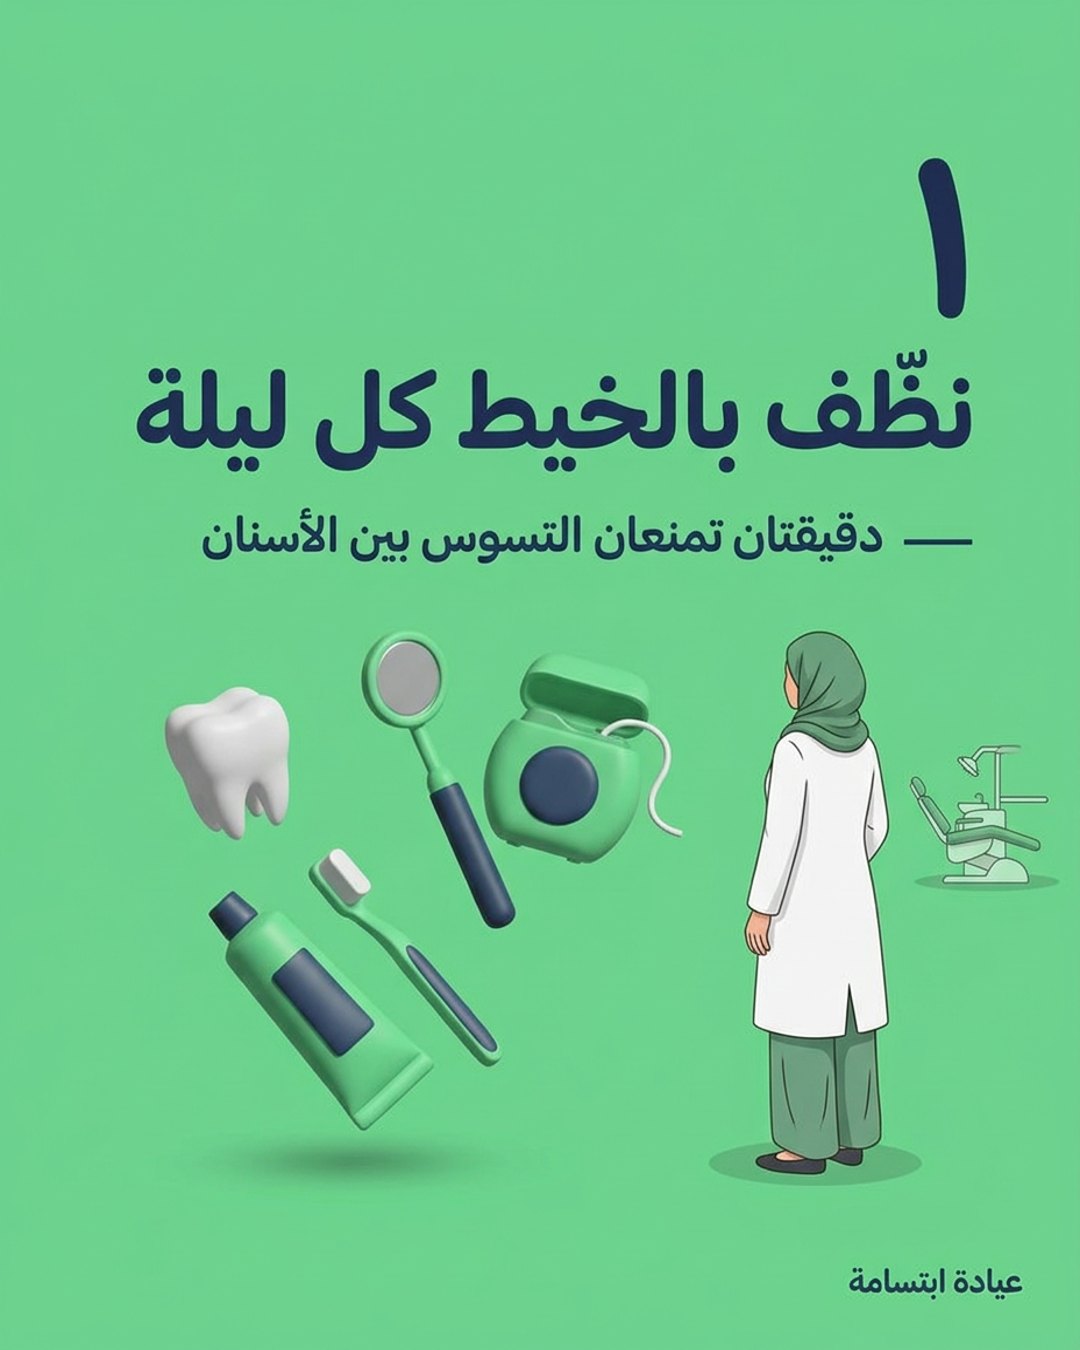 ١
نظّف بالخيط كل ليلة
— دقيقتان تمنعان التسوس بين الأسنان
عيادة ابتسامة